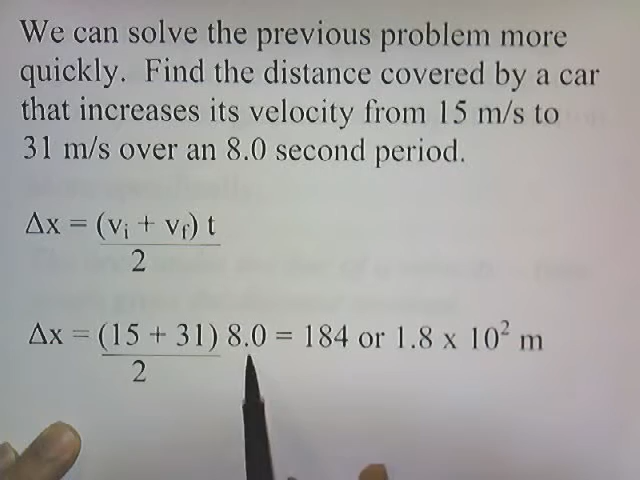 We can solve the previous problem more
quickly. Find the distance covered by a car
that increases its velocity from 15 m/s to
31 m/s over an 8.0 second period.
Δx = (vᵢ + v_f) t
2
Δx = (15 + 31) 8.0 = 184 or 1.8 x 10² m
2